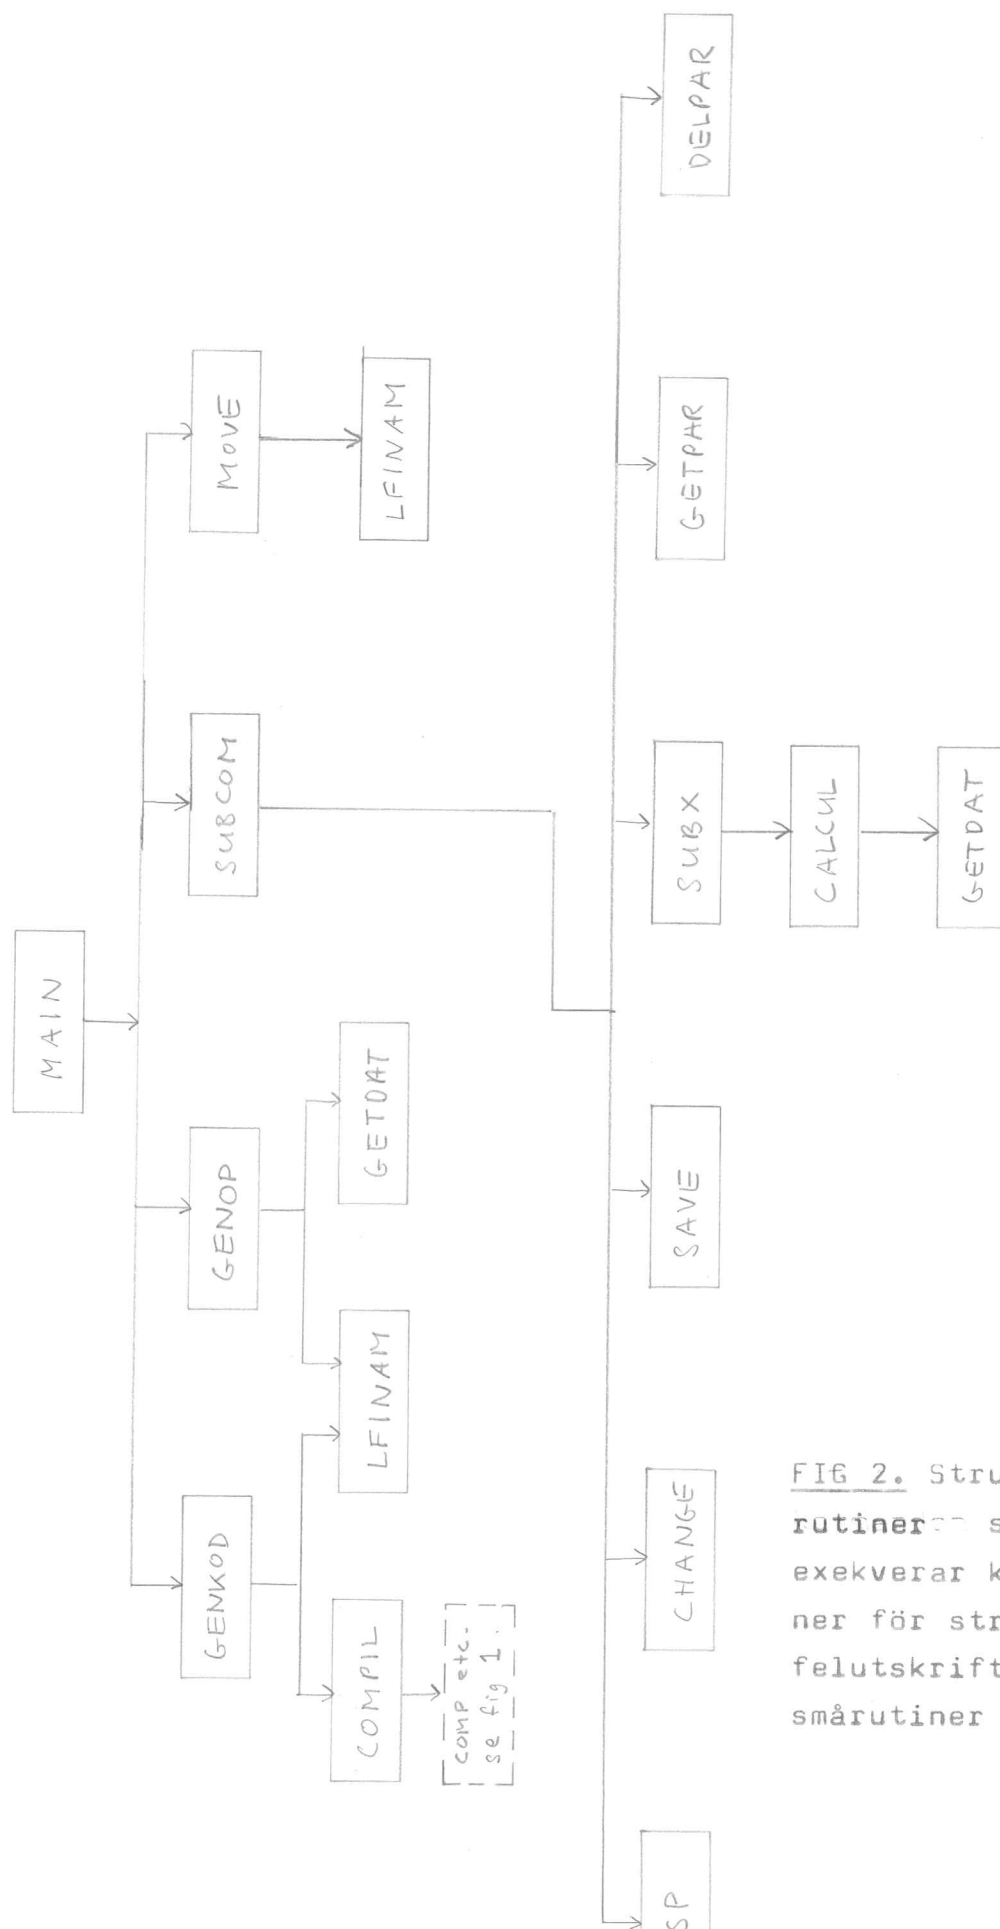 MAIN
GENKOD
GENOP
SUBCOM
MOVE
COMPIL
LFINAM
GETDAT
LFINAM
comp etc.
se fig 1.
SP
CHANGE
SAVE
SUBX
GETPAR
DELPAR
CALCUL
GETDAT
FIG 2. Stru
rutiner s
exekverar k
ner för str
felutskrift
smårutiner